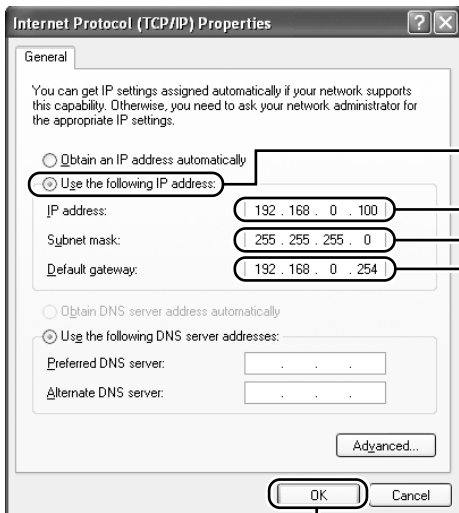 Internet Protocol (TCP/IP) Properties
General
You can get IP settings assigned automatically if your network supports
this capability. Otherwise, you need to ask your network administrator for
the appropriate IP settings.
Obtain an IP address automatically
Use the following IP address:
IP address: 192 . 168 . 0 . 100
Subnet mask: 255 . 255 . 255 . 0
Default gateway: 192 . 168 . 0 . 254
Obtain DNS server address automatically
Use the following DNS server addresses:
Preferred DNS server: . . .
Alternate DNS server: . . .
Advanced...
OK Cancel